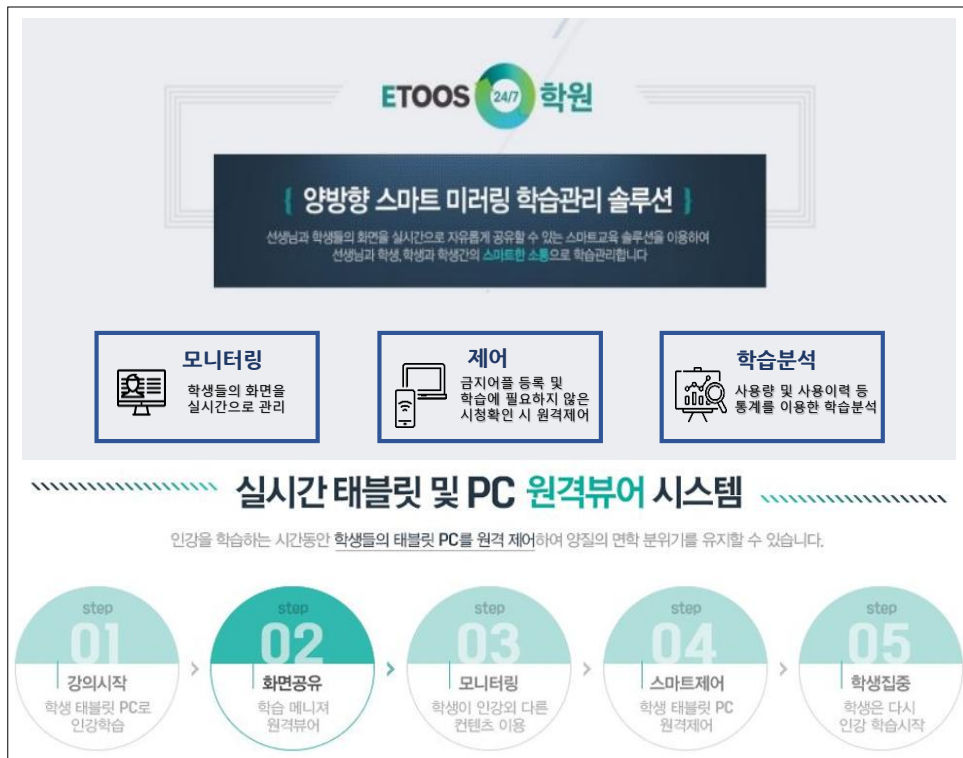 ETOOS 24/7 학원
{ 양방향 스마트 미러링 학습관리 솔루션 }
선생님과 학생들의 화면을 실시간으로 자유롭게 공유할 수 있는 스마트교육 솔루션을 이용하여
선생님과 학생,학생과 학생간의 스마트한 소통으로 학습관리합니다
모니터링
학생들의 화면을
실시간으로 관리
제어
금지어플 등록 및
학습에 필요하지 않은
시청확인 시 원격제어
학습분석
사용량 및 사용이력 등
통계를 이용한 학습분석
실시간 태블릿 및 PC 원격뷰어 시스템
인강을 학습하는 시간동안 학생들의 태블릿 PC를 원격 제어하여 양질의 면학 분위기를 유지할 수 있습니다.
step
01
강의시작
학생 태블릿 PC로
인강학습
step
02
화면공유
학습 메니져
원격뷰어
step
03
모니터링
학생이 인강외 다른
컨텐츠 이용
step
04
스마트제어
학생 태블릿 PC
원격제어
step
05
학생집중
학생은 다시
인강 학습시작